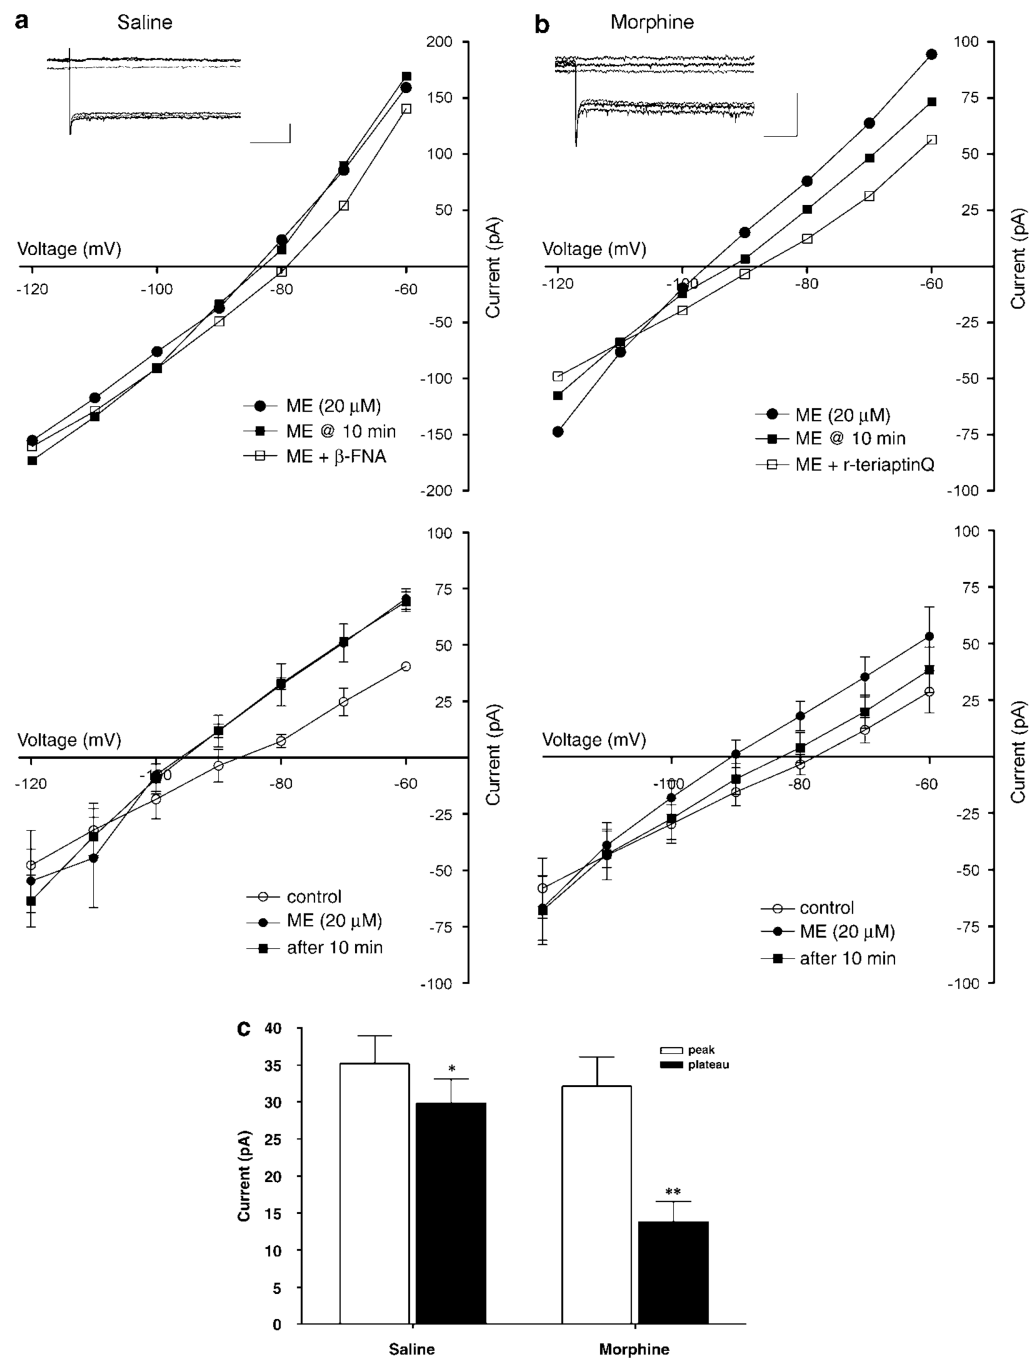 a
Saline
200
150
100
50
-50
-100
-150
-200
Voltage (mV)
-120
-100
-80
-60
Current (pA)
ME (20 μM)
ME @ 10 min
ME + β-FNA
b
Morphine
100
75
50
25
-25
-50
-75
-100
Voltage (mV)
-120
-100
-80
-60
Current (pA)
ME (20 μM)
ME @ 10 min
ME + r-teriaptinQ
100
75
50
25
-25
-50
-75
-100
Voltage (mV)
-120
-100
-80
-60
Current (pA)
control
ME (20 μM)
after 10 min
100
75
50
25
-25
-50
-75
-100
Voltage (mV)
-100
-80
-60
Current (pA)
control
ME (20 μM)
after 10 min
c
40
35
30
25
20
15
10
5
0
Current (pA)
*
**
peak
plateau
Saline
Morphine